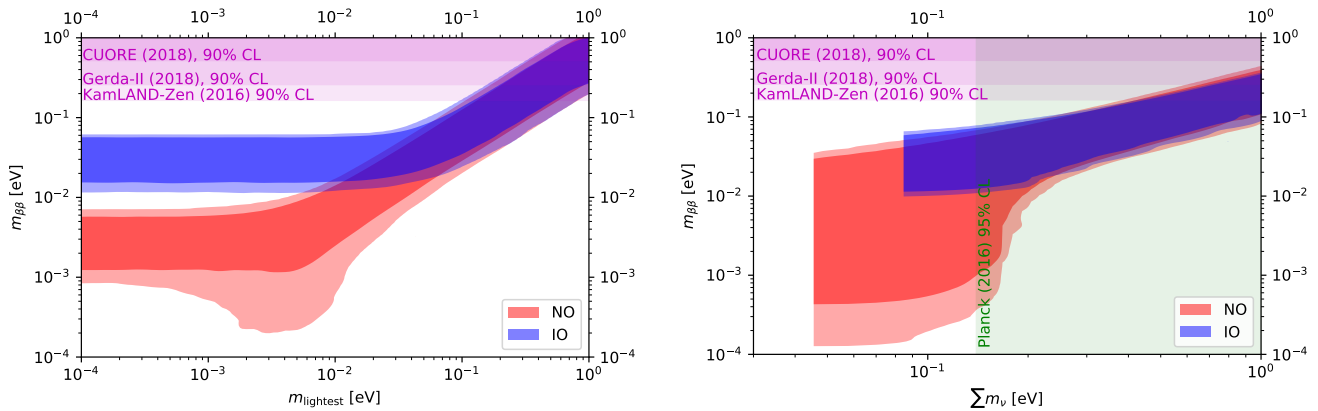 10⁻⁴ 10⁻³ 10⁻² 10⁻¹ 10⁰
10⁰ 10⁻¹ 10⁻² 10⁻³ 10⁻⁴
m_ββ [eV]
CUORE (2018), 90% CL
Gerda-II (2018), 90% CL
KamLAND-Zen (2016) 90% CL
NO
IO
10⁰ 10⁻¹ 10⁻² 10⁻³ 10⁻⁴
10⁻⁴ 10⁻³ 10⁻² 10⁻¹ 10⁰
m_lightest [eV]
10⁻¹ 10⁰
10⁰ 10⁻¹ 10⁻² 10⁻³ 10⁻⁴
m_ββ [eV]
CUORE (2018), 90% CL
Gerda-II (2018), 90% CL
KamLAND-Zen (2016) 90% CL
Planck (2016) 95% CL
NO
IO
10⁰ 10⁻¹ 10⁻² 10⁻³ 10⁻⁴
10⁻¹ 10⁰
∑m_ν [eV]